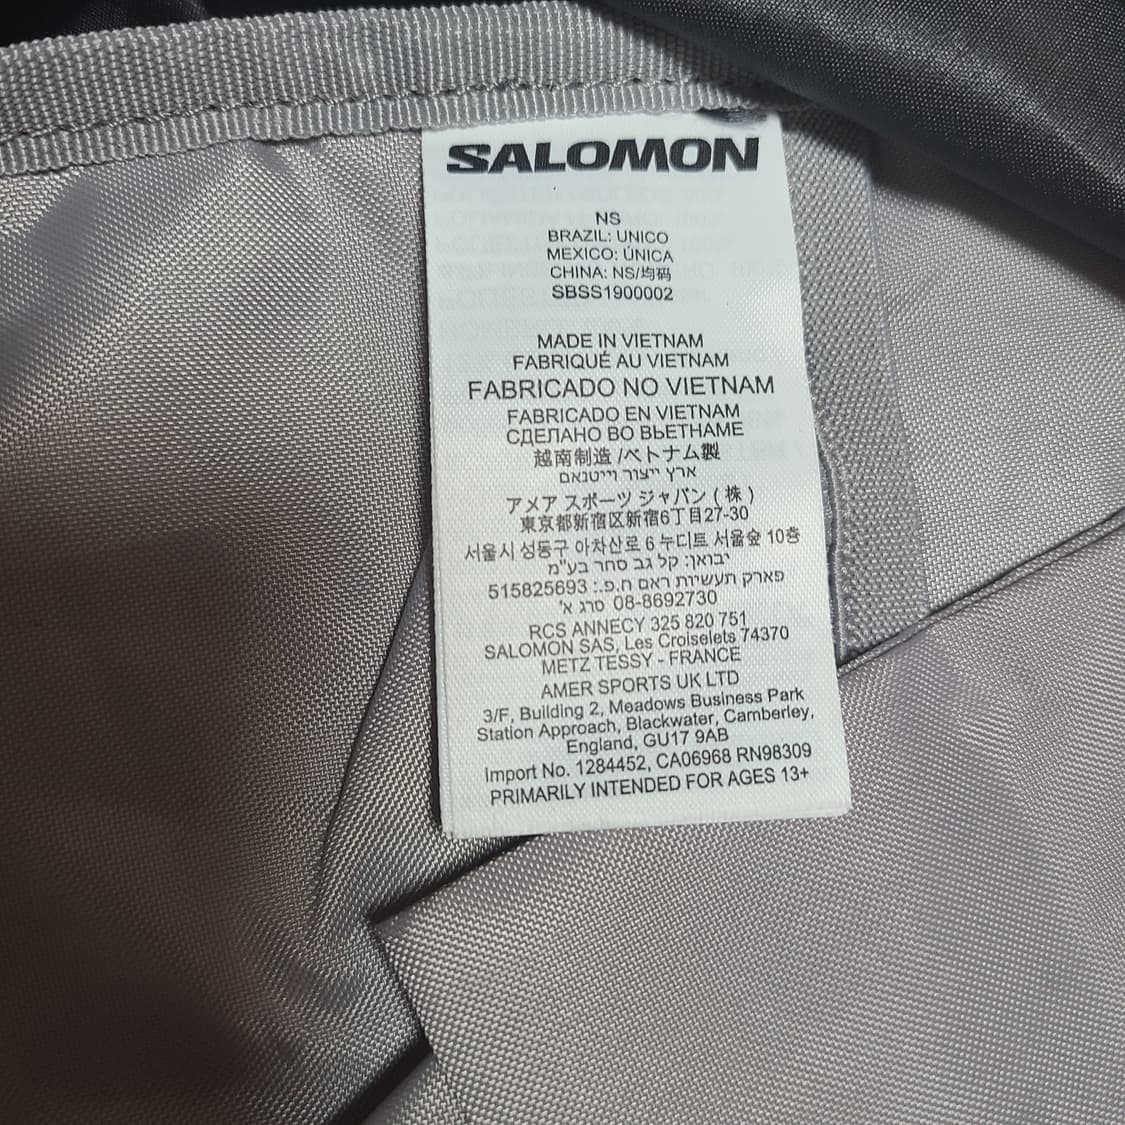 SALOMON
NS
BRAZIL: UNICO
MEXICO: ÚNICA
CHINA: NS/均码
SBSS1900002
MADE IN VIETNAM
FABRIQUÉ AU VIETNAM
FABRICADO NO VIETNAM
FABRICADO EN VIETNAM
СДЕЛАНО ВО ВЬЕТНАМЕ
越南制造 /ベトナム製
ארץ ייצור וייטנאם
アメア スポーツ ジャパン ( 株 )
東京都新宿区新宿6丁目27-30
서울시 성동구 아차산로 6 누디트 서울숲 10층
יבואן: קל גב סחר בע"מ
פארק תעשיות ראם ח.פ.: 515825693
08-8692730 סרג א'
RCS ANNECY 325 820 751
SALOMON SAS, Les Croiselets 74370
METZ TESSY - FRANCE
AMER SPORTS UK LTD
3/F, Building 2, Meadows Business Park
Station Approach, Blackwater, Camberley,
England, GU17 9AB
Import No. 1284452, CA06968 RN98309
PRIMARILY INTENDED FOR AGES 13+